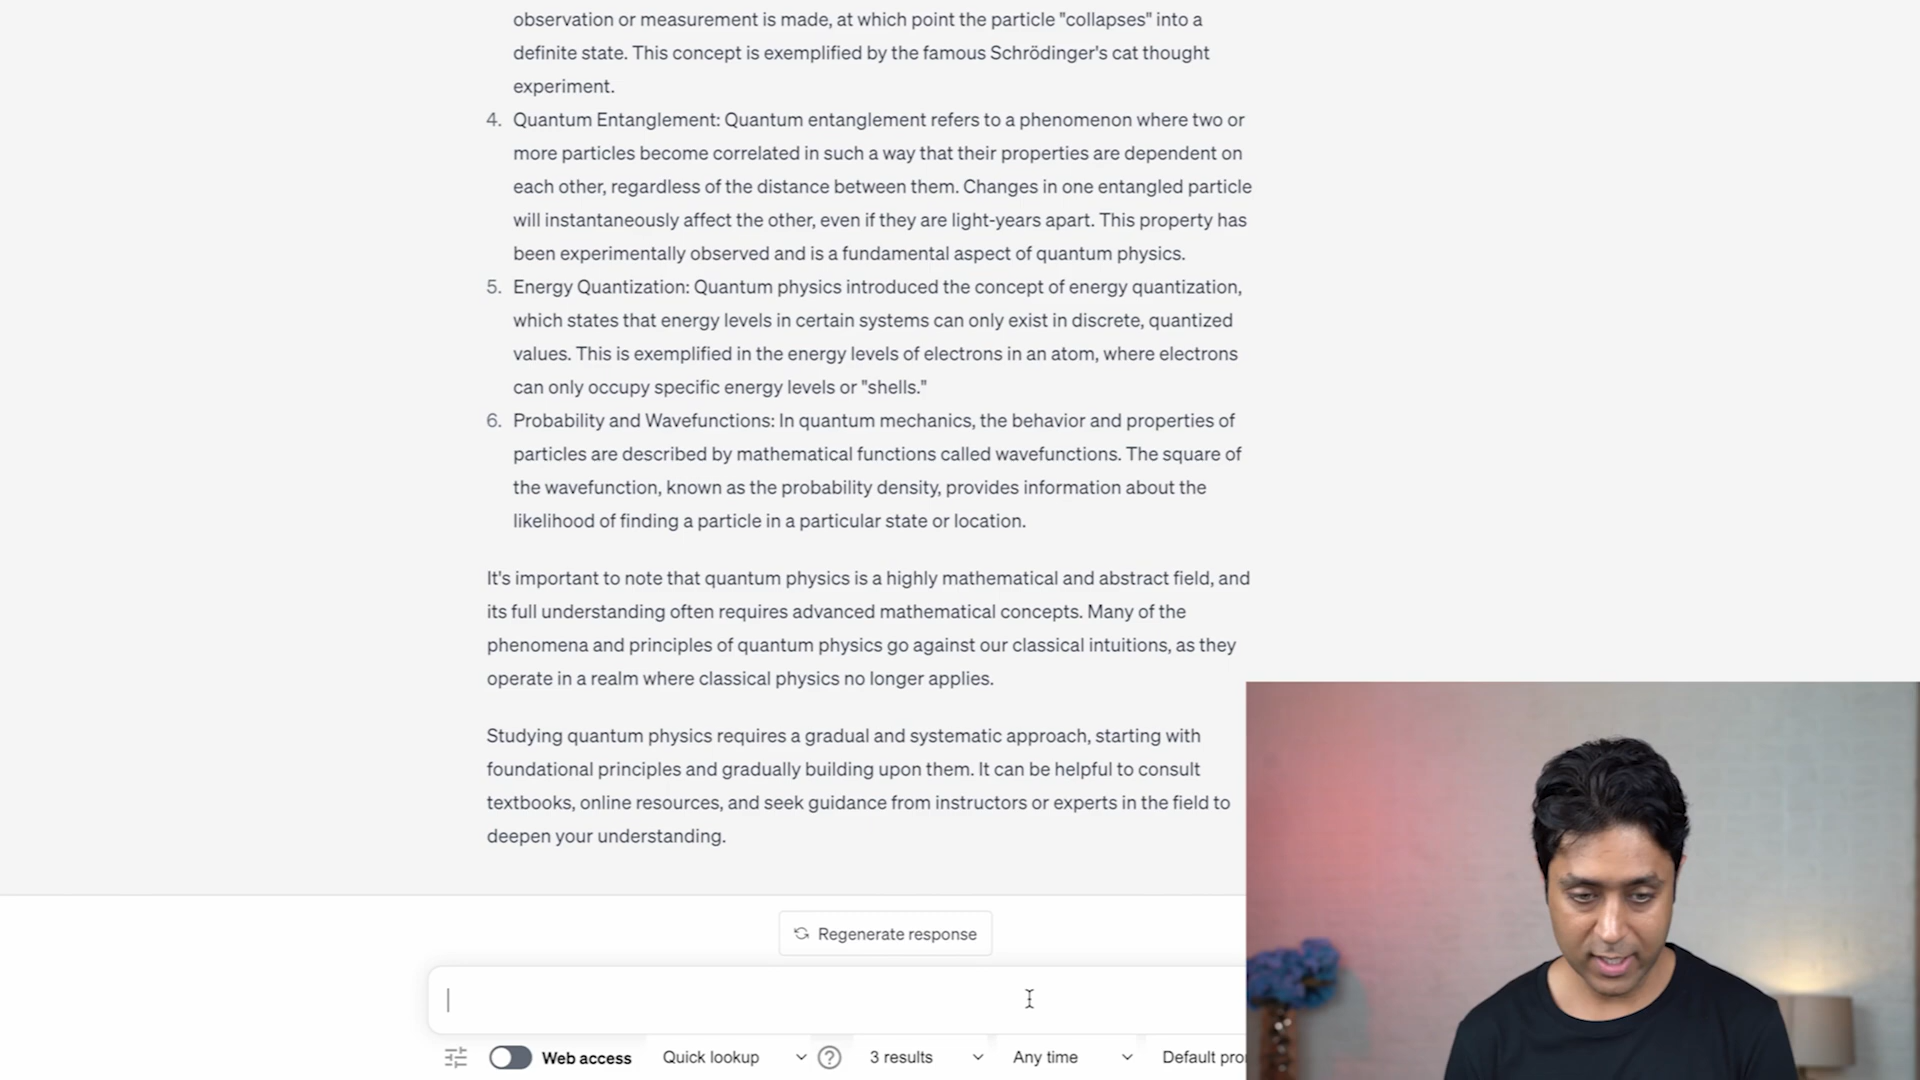 observation or measurement is made, at which point the particle "collapses" into a
definite state. This concept is exemplified by the famous Schrödinger's cat thought
experiment.
4. Quantum Entanglement: Quantum entanglement refers to a phenomenon where two or
more particles become correlated in such a way that their properties are dependent on
each other, regardless of the distance between them. Changes in one entangled particle
will instantaneously affect the other, even if they are light-years apart. This property has
been experimentally observed and is a fundamental aspect of quantum physics.
5. Energy Quantization: Quantum physics introduced the concept of energy quantization,
which states that energy levels in certain systems can only exist in discrete, quantized
values. This is exemplified in the energy levels of electrons in an atom, where electrons
can only occupy specific energy levels or "shells."
6. Probability and Wavefunctions: In quantum mechanics, the behavior and properties of
particles are described by mathematical functions called wavefunctions. The square of
the wavefunction, known as the probability density, provides information about the
likelihood of finding a particle in a particular state or location.
It's important to note that quantum physics is a highly mathematical and abstract field, and
its full understanding often requires advanced mathematical concepts. Many of the
phenomena and principles of quantum physics go against our classical intuitions, as they
operate in a realm where classical physics no longer applies.
Studying quantum physics requires a gradual and systematic approach, starting with
foundational principles and gradually building upon them. It can be helpful to consult
textbooks, online resources, and seek guidance from instructors or experts in the field to
deepen your understanding.
Regenerate response
Web access Quick lookup ? 3 results Any time Default pro